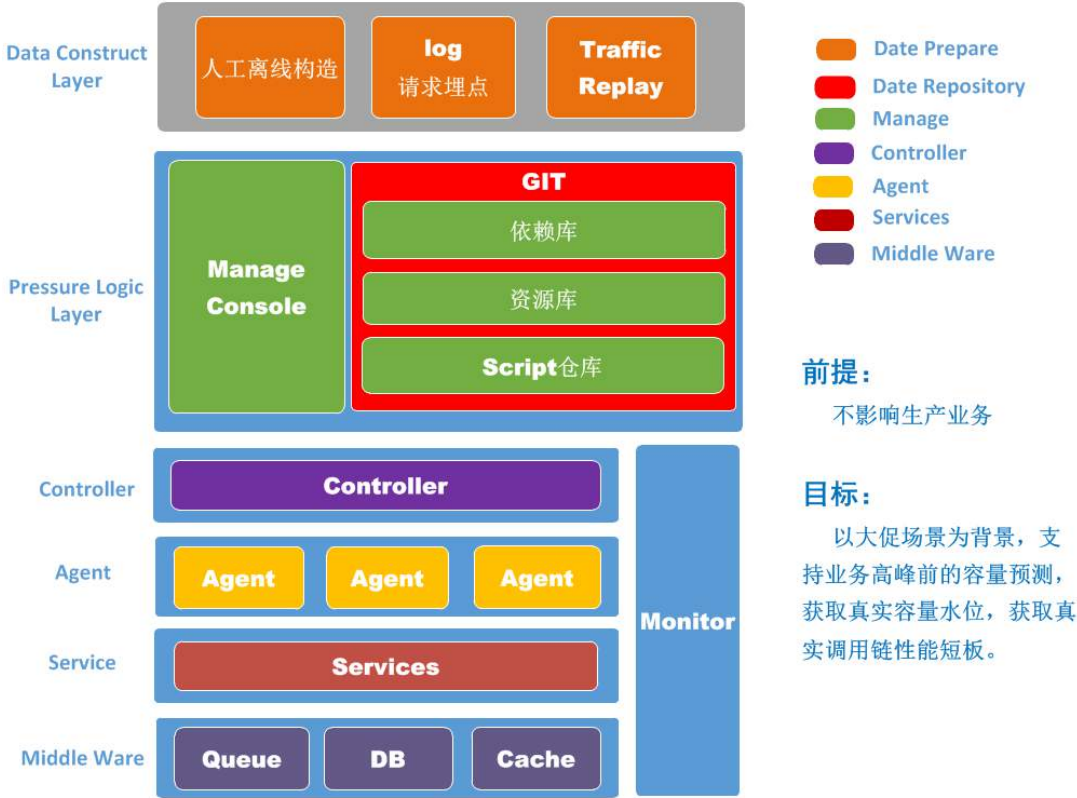 Data Construct
Layer
人工离线构造
log
请求埋点
Traffic
Replay
Pressure Logic
Layer
Manage
Console
GIT
依赖库
资源库
Script仓库
Controller
Controller
Agent
Agent
Agent
Agent
Service
Services
Middle Ware
Queue
DB
Cache
Monitor
Date Prepare
Date Repository
Manage
Controller
Agent
Services
Middle Ware
前提：
不影响生产业务
目标：
以大促场景为背景，支
持业务高峰前的容量预测，
获取真实容量水位，获取真
实调用链性能短板。